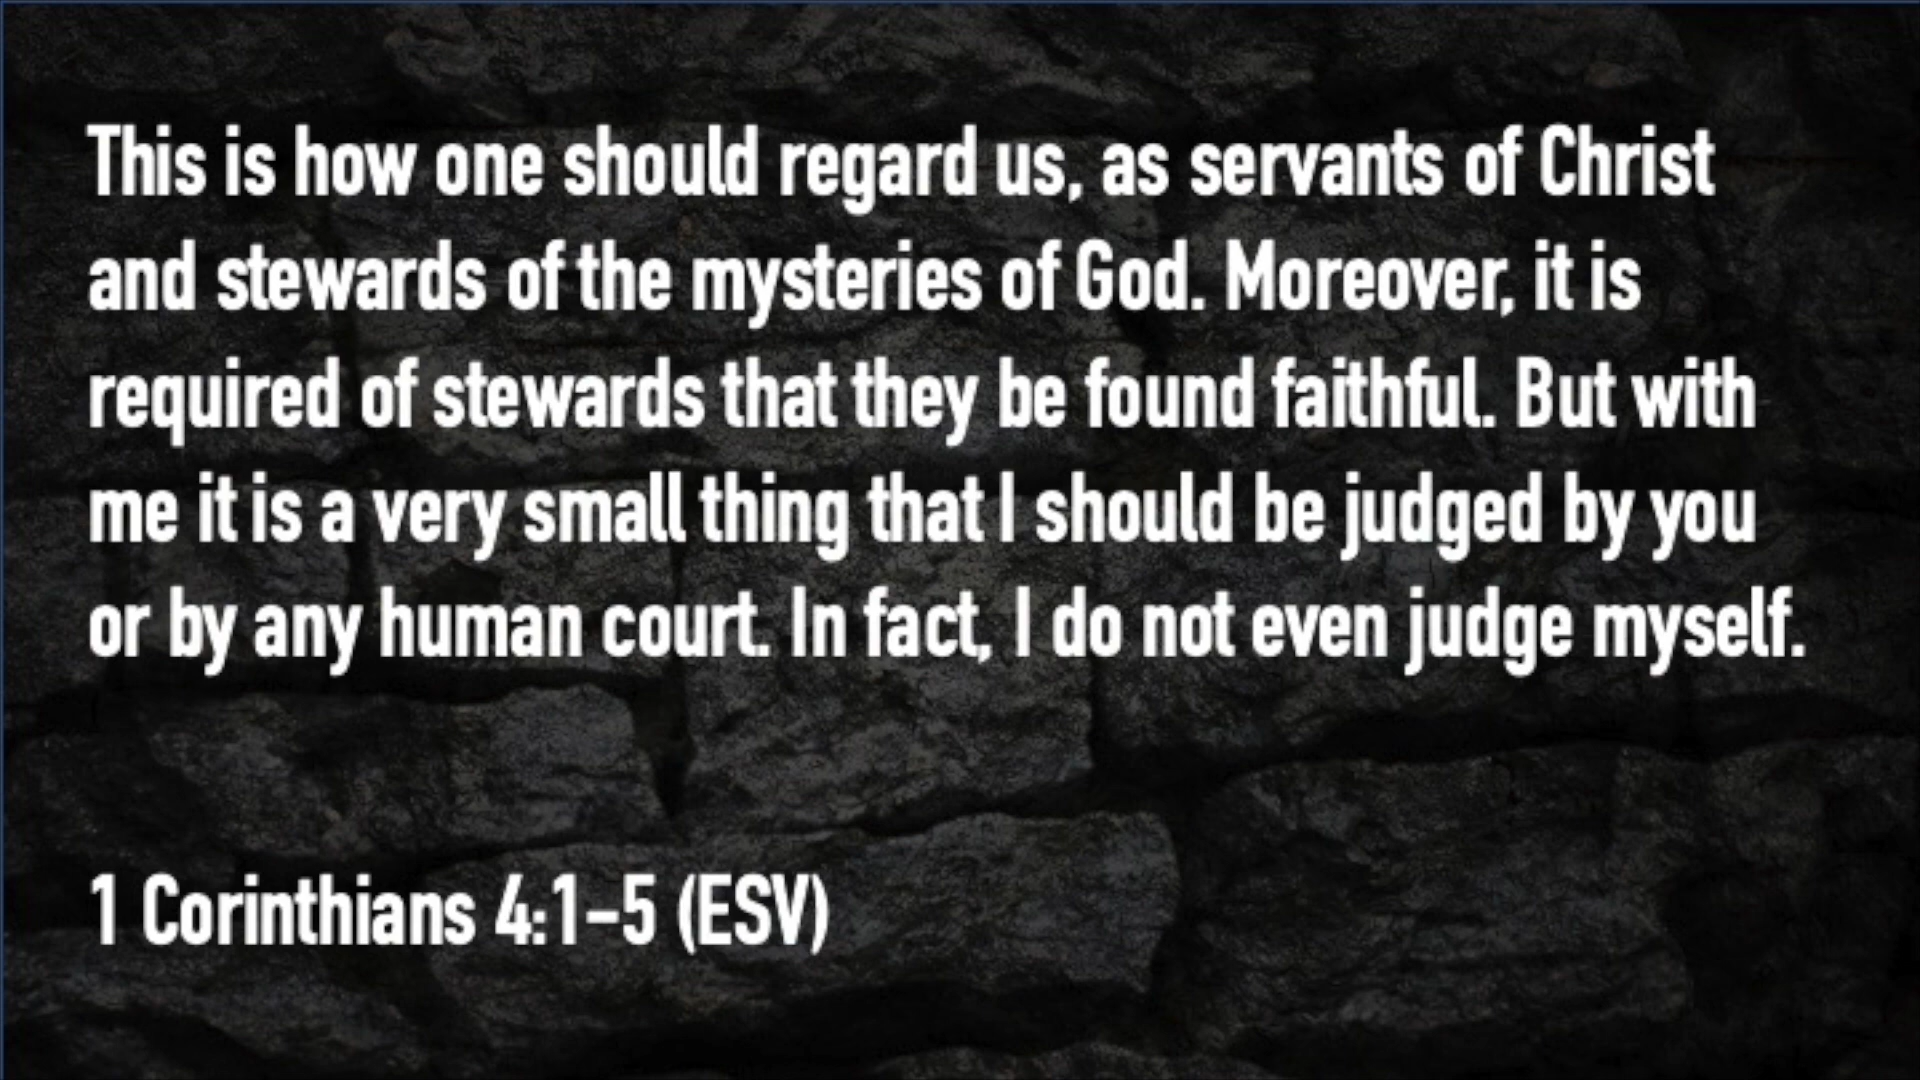 This is how one should regard us, as servants of Christ
and stewards of the mysteries of God. Moreover, it is
required of stewards that they be found faithful. But with
me it is a very small thing that I should be judged by you
or by any human court. In fact, I do not even judge myself.
1 Corinthians 4:1–5 (ESV)